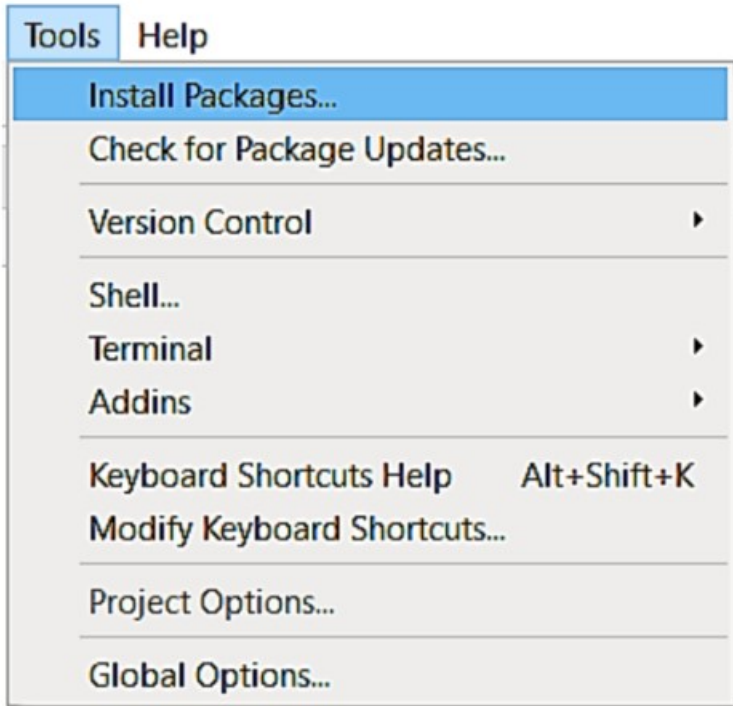 Tools Help
Install Packages...
Check for Package Updates...
Version Control
Shell...
Terminal
Addins
Keyboard Shortcuts Help Alt+Shift+K
Modify Keyboard Shortcuts...
Project Options...
Global Options...